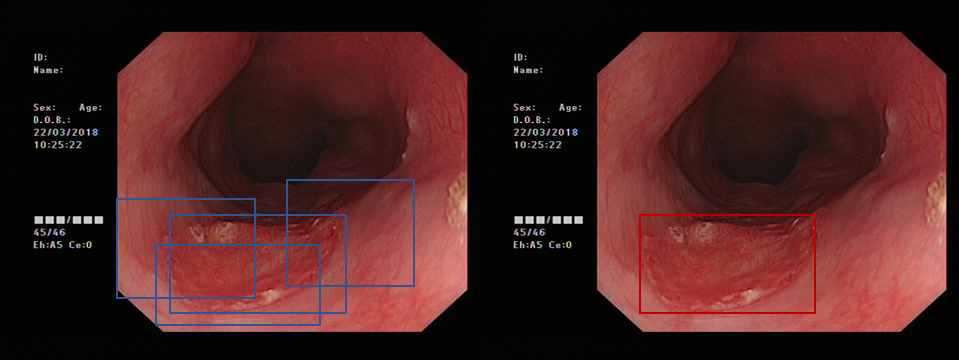 ID:
Name:
Sex: Age:
D.O.B.:
22/03/2018
10:25:22
■■■/■■■
45/46
Eh:A5 Ce:0
ID:
Name:
Sex: Age:
D.O.B.:
22/03/2018
10:25:22
■■■/■■■
45/46
Eh:A5 Ce:0